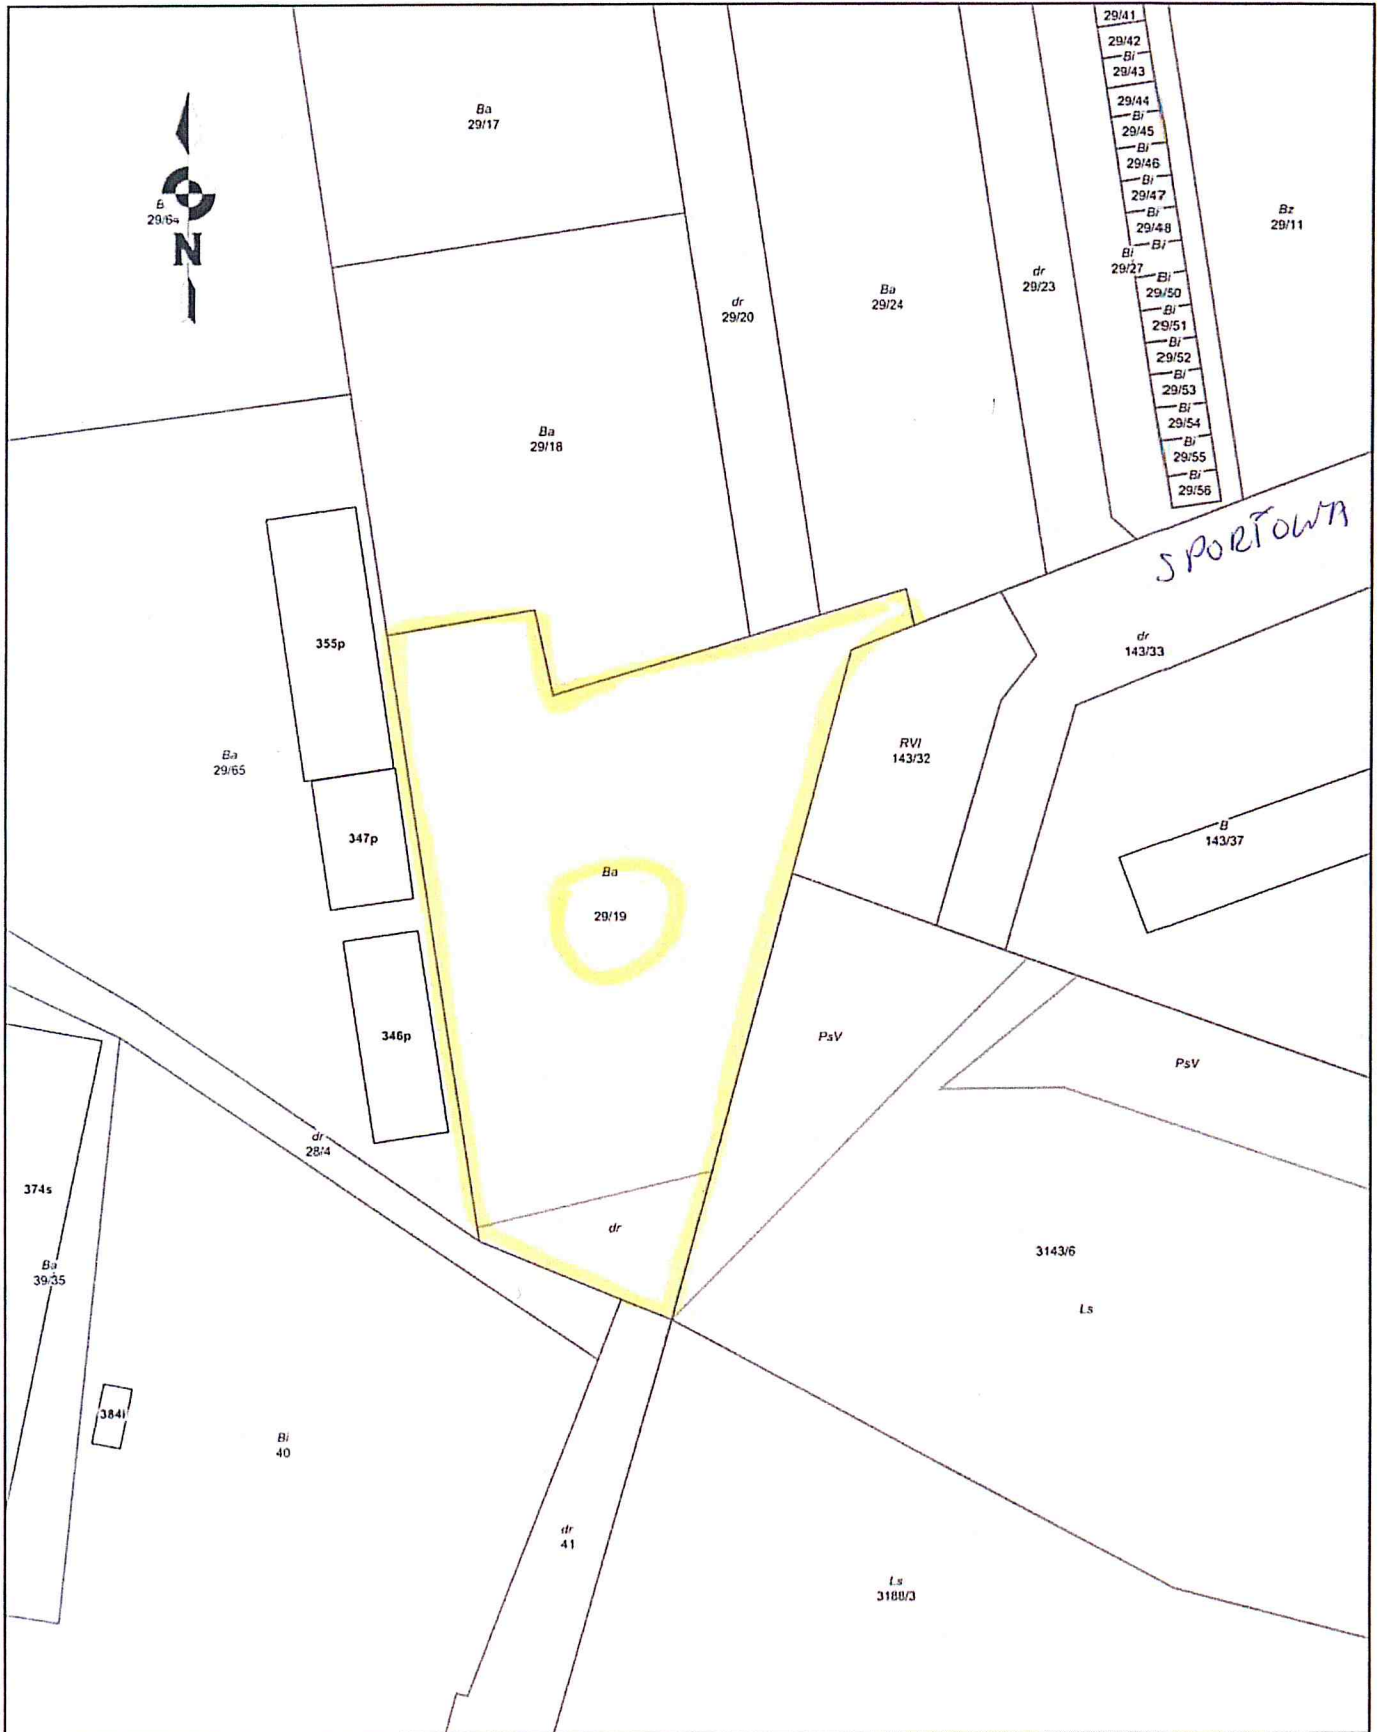 29/41
29/42
Bi
29/43
29/44
Bi
29/45
Bi
29/46
Bi
29/47
Bi
29/48
Bi
Bi
29/27
Bi
29/50
Bi
29/51
Bi
29/52
Bi
29/53
Bi
29/54
Bi
29/55
Bi
29/56
Ba
29/17
B
29/64
N
Bz
29/11
dr
29/20
Ba
29/24
dr
29/23
Ba
29/18
SPORTOWA
355p
dr
143/33
Ba
29/65
RVI
143/32
347p
B
143/37
Ba
29/19
346p
PsV
PsV
dr
28/4
374s
dr
3143/6
Ba
39/35
Ls
384i
Bi
40
dr
41
Ls
3188/3